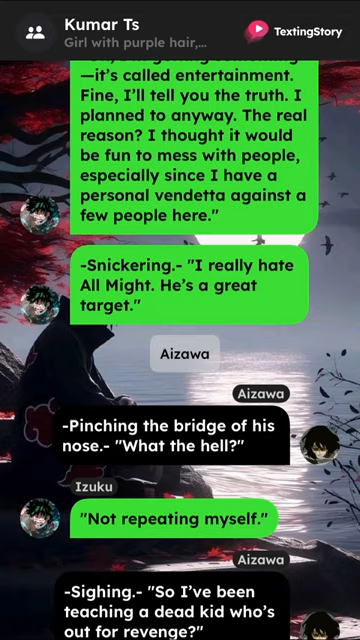 Kumar Ts
Girl with purple hair,...
TextingStory
—it's called entertainment.
Fine, I'll tell you the truth. I
planned to anyway. The real
reason? I thought it would
be fun to mess with people,
especially since I have a
personal vendetta against a
few people here."
-Snickering.- "I really hate
All Might. He's a great
target."
Aizawa
Aizawa
-Pinching the bridge of his
nose.- "What the hell?"
Izuku
"Not repeating myself."
Aizawa
-Sighing.- "So I've been
teaching a dead kid who's
out for revenge?"